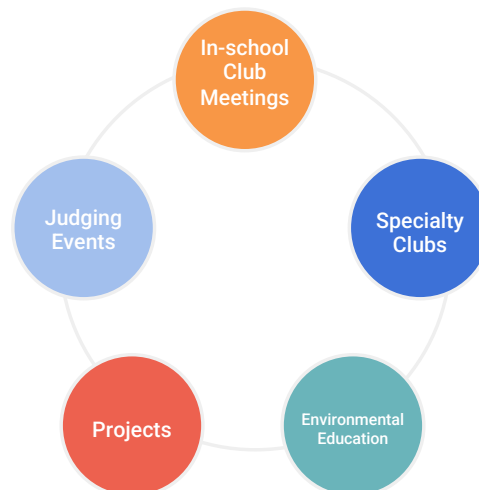 In-school
Club
Meetings
Judging
Events
Specialty
Clubs
Projects
Environmental
Education